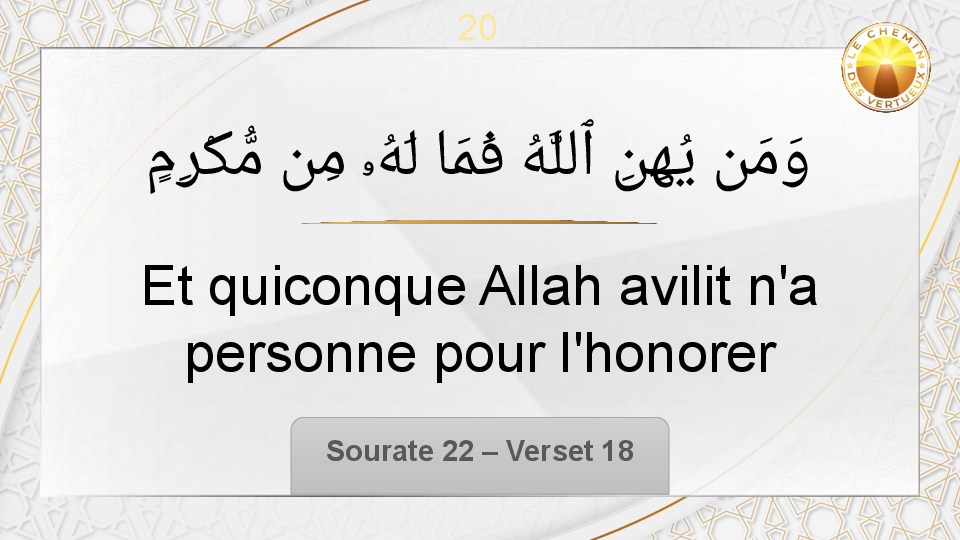 20
LE CHEMIN
DES VERTUEUX
وَمَن يُهِنِ ٱللَّهُ فَمَا لَهُۥ مِن مُّكْرِمٍ
Et quiconque Allah avilit n'a
personne pour l'honorer
Sourate 22 – Verset 18